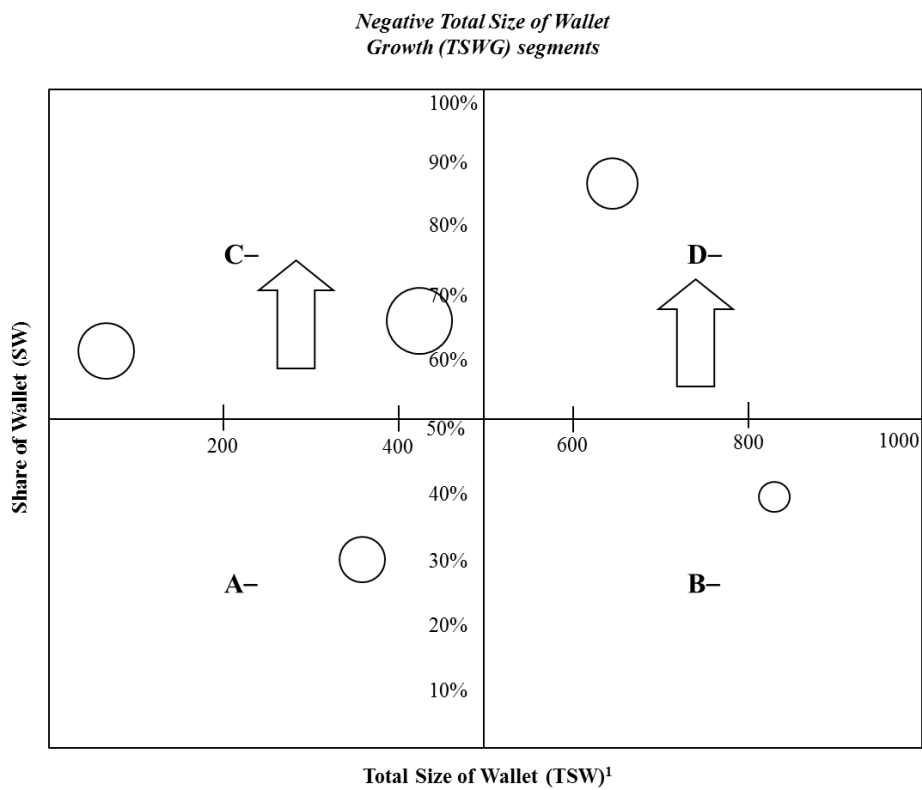 Negative Total Size of Wallet
Growth (TSWG) segments
100%
90%
80%
C–
D–
70%
60%
Share of Wallet (SW)
50%
200
400
600
800
1000
40%
30%
A–
B–
20%
10%
Total Size of Wallet (TSW)¹